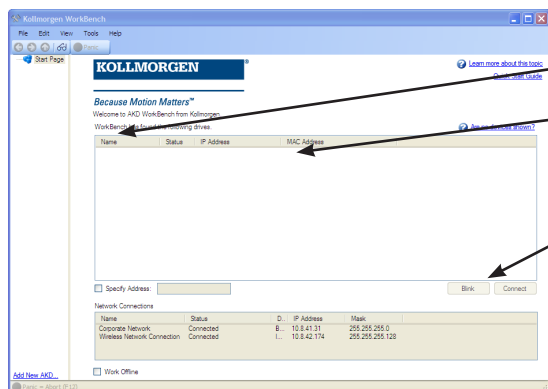 Kollmorgen WorkBench
File Edit View Tools Help
Panic
Start Page
KOLLMORGEN®
Learn more about this topic
Quick Start Guide
Because Motion Matters™
Welcome to AKD WorkBench from Kollmorgen.
WorkBench has found the following drives.
Are no devices shown?
Name Status IP Address MAC Address
Specify Address:
Blink Connect
Network Connections
Name Status D.. IP Address Mask
Corporate Network Connected B... 10.8.41.31 255.255.255.0
Wireless Network Connection Connected I... 10.8.42.174 255.255.255.128
Add New AKD...
Work Offline
Panic = Abort (F12)